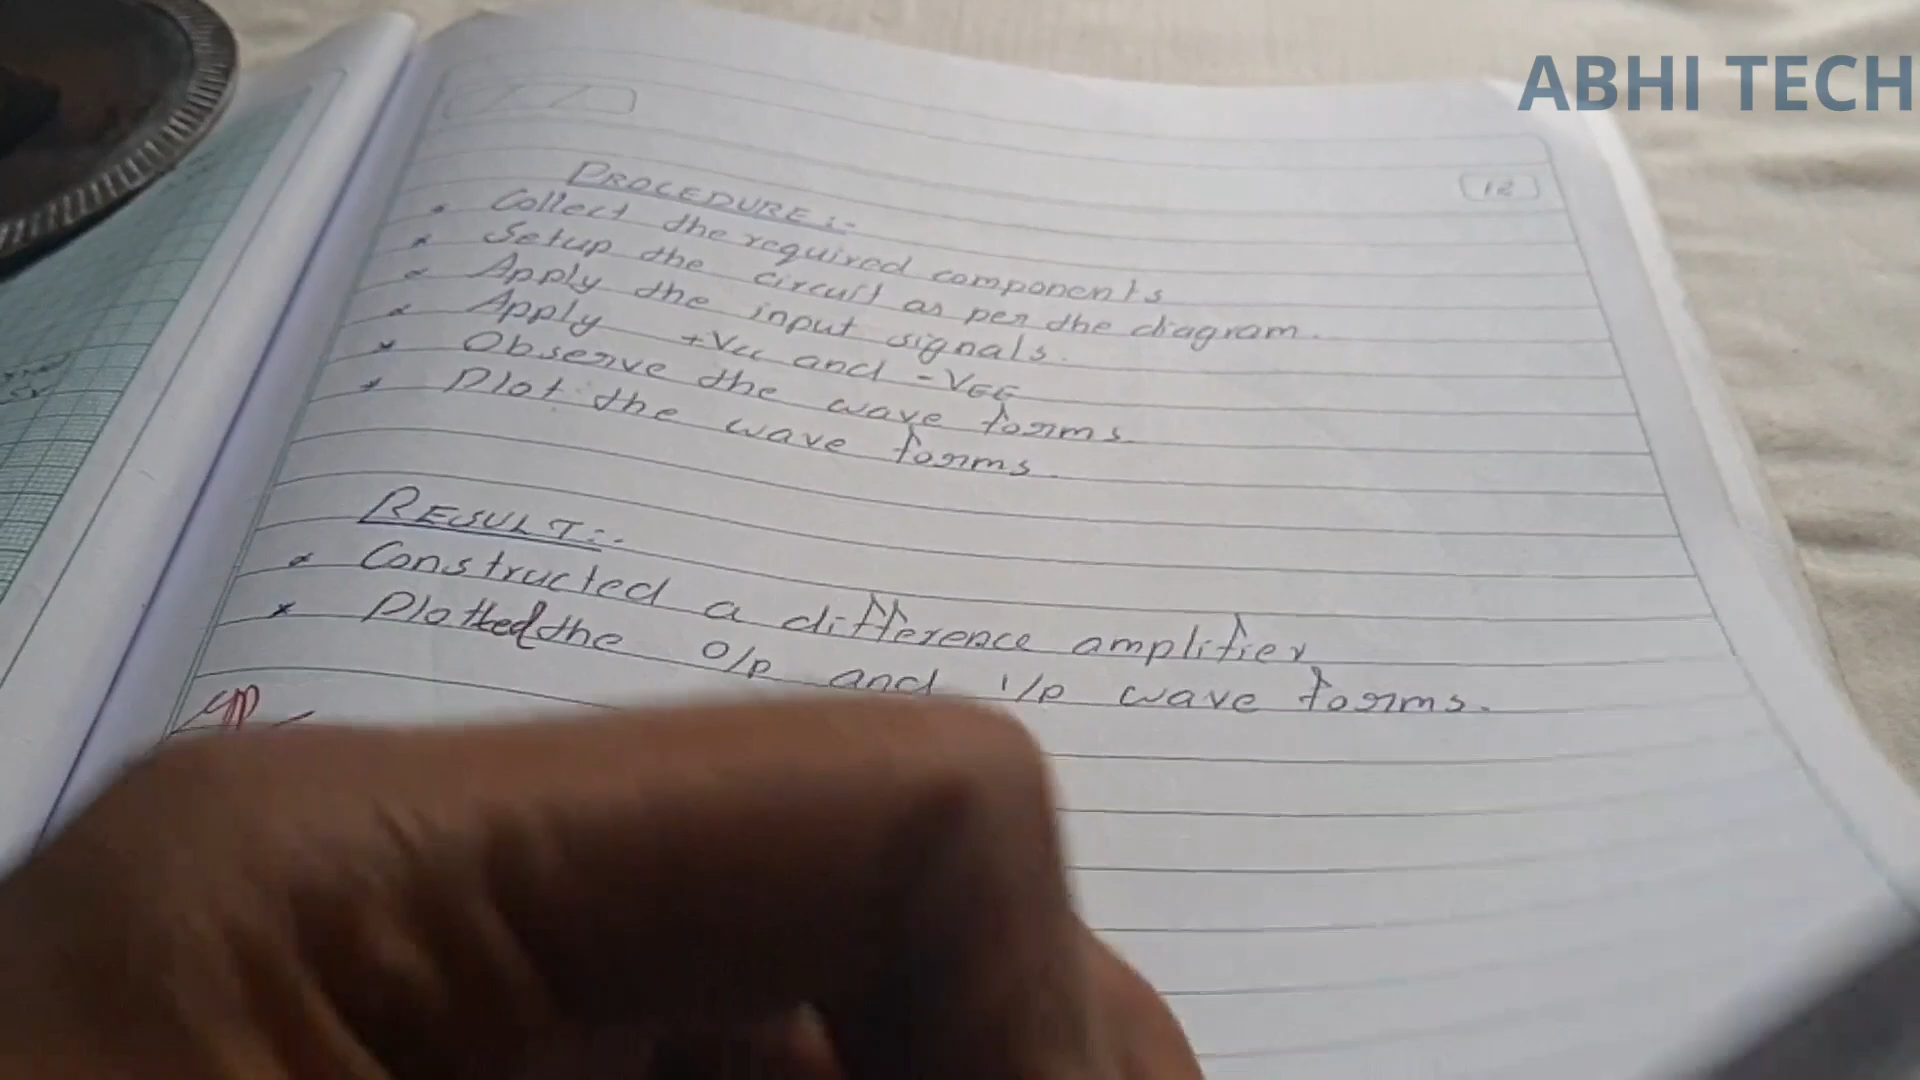 ABHI TECH
12
PROCEDURE:-
* Collect the required components
* Setup the circuit as per the diagram.
* Apply the input signals.
* Apply +Vcc and -VEE
* Observe the wave forms.
* Plot the wave forms.
RESULT:-
* Constructed a difference amplifier
* Plotted the O/P and I/P wave forms.